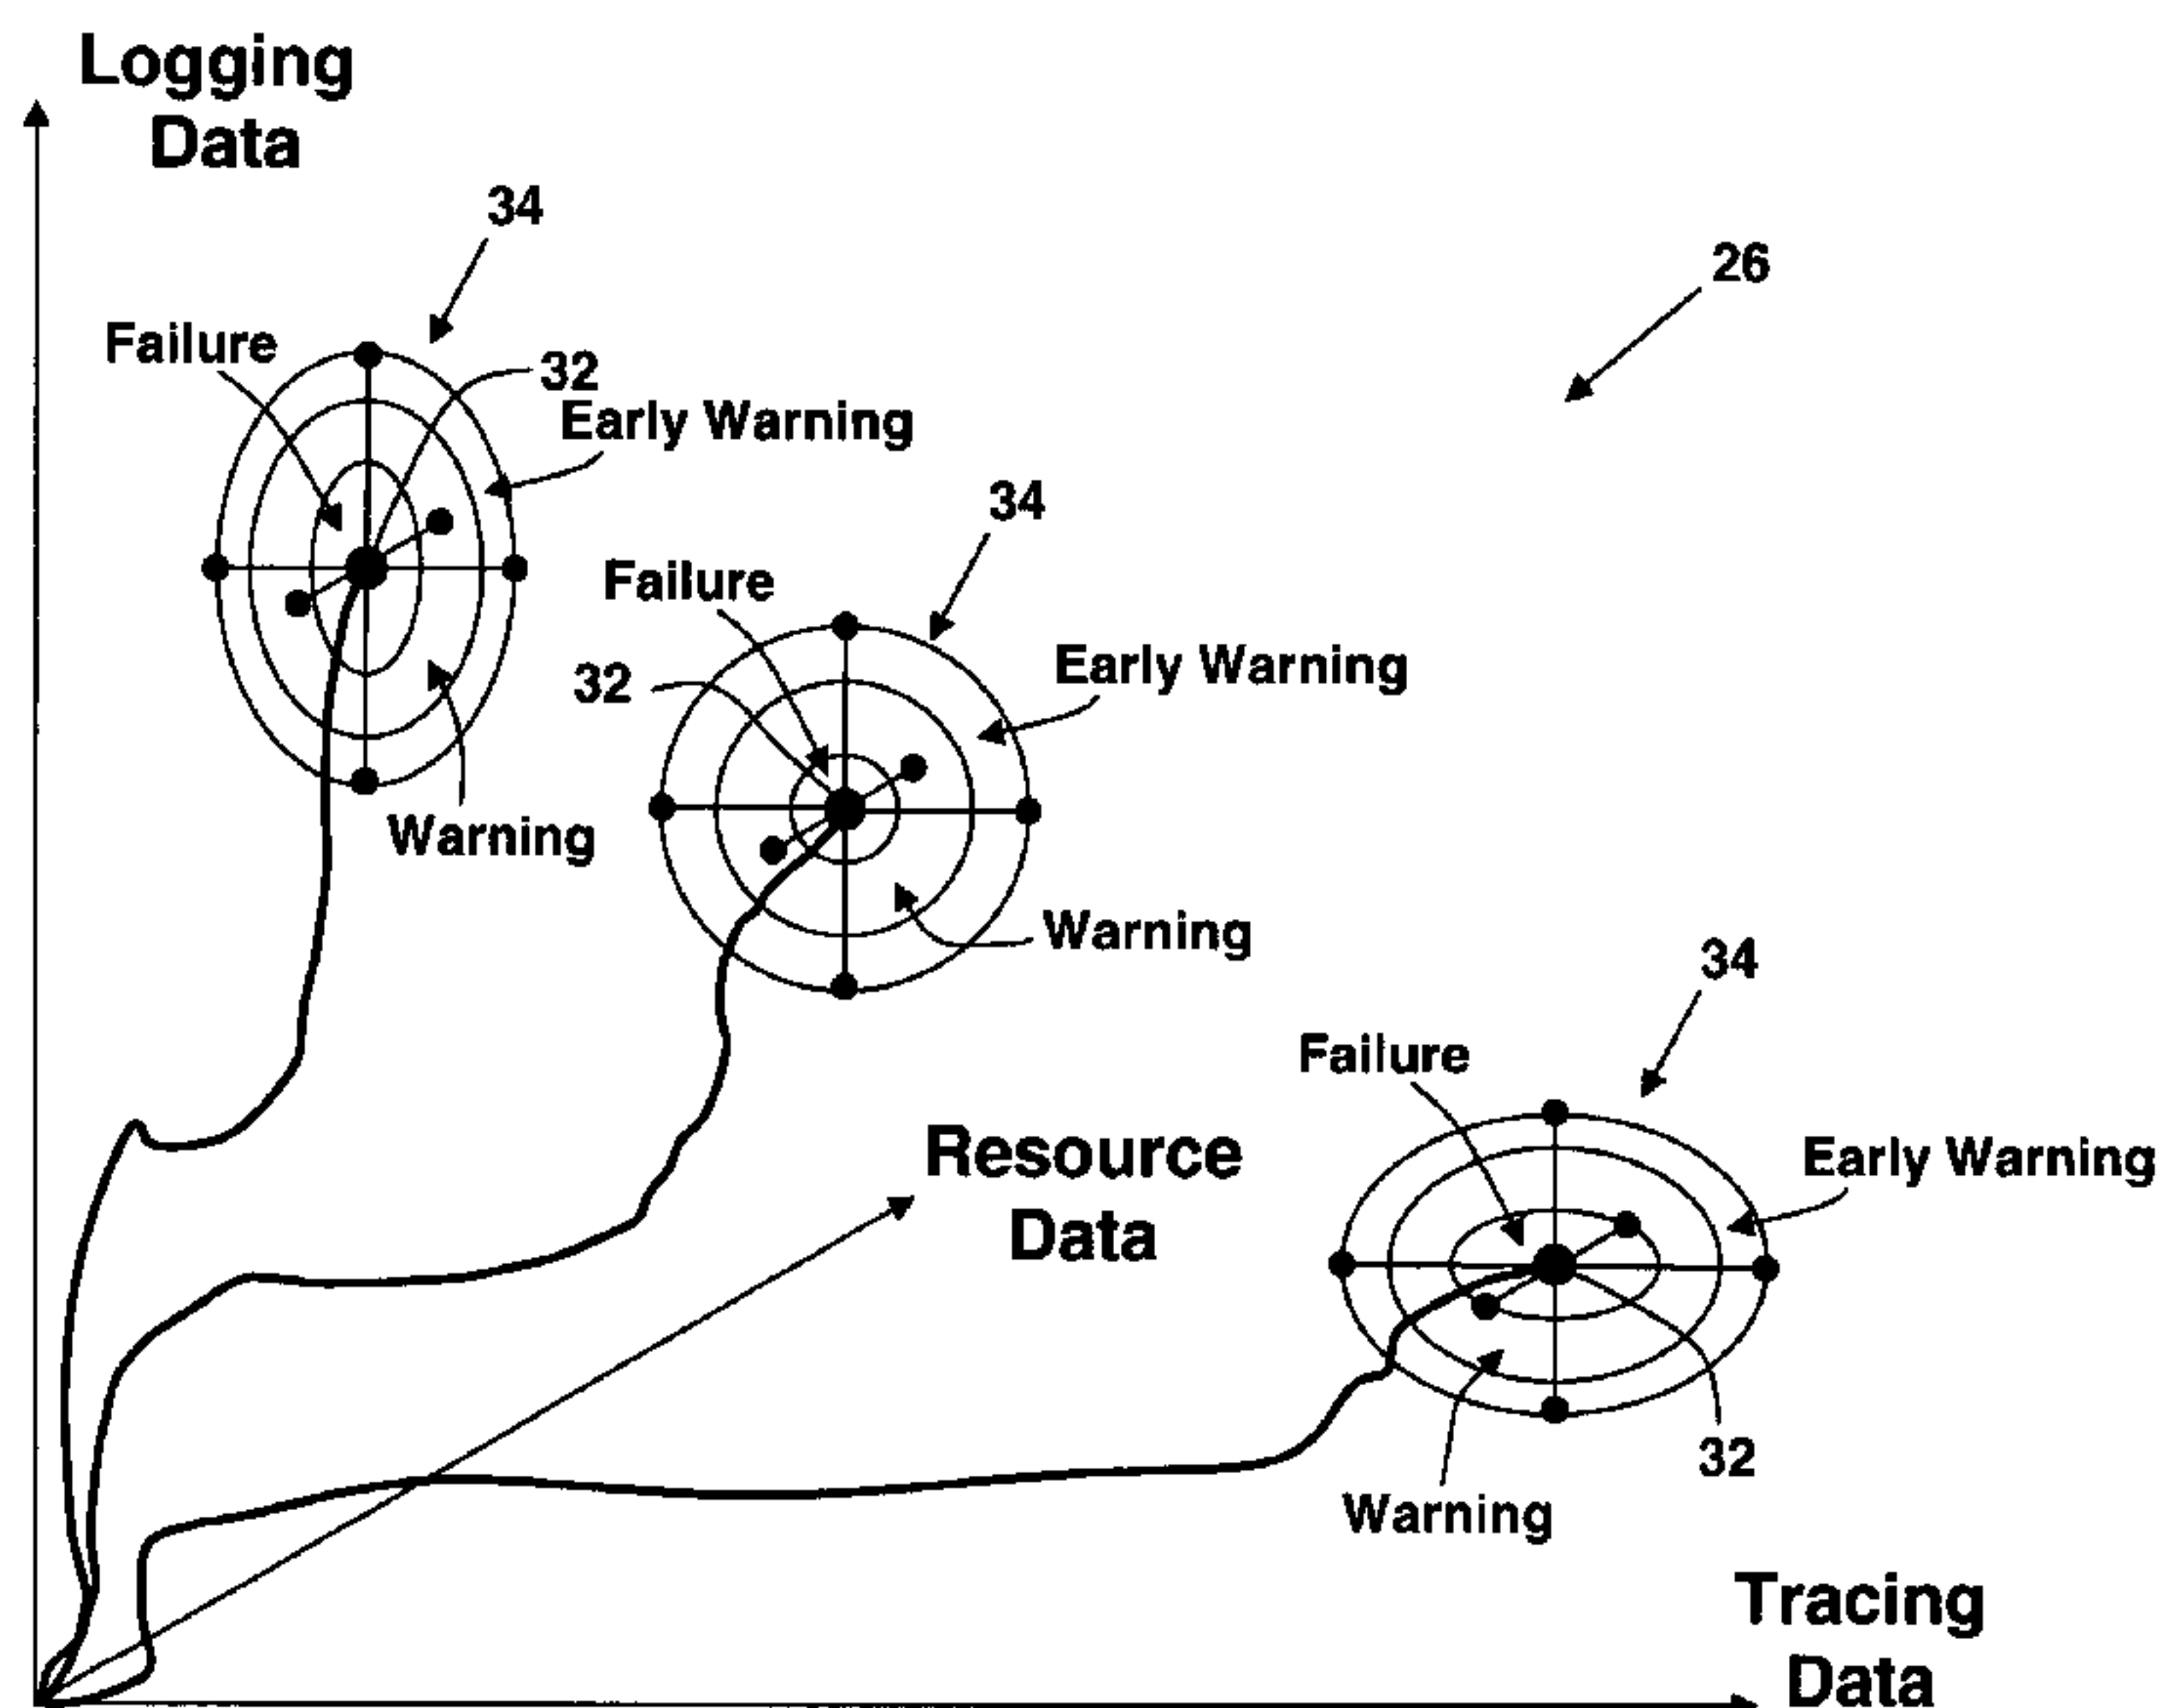 Logging
Data
34
26
Failure
32
Early Warning
34
Failure
Early Warning
32
Warning
Warning
34
Failure
Resource
Data
Early Warning
32
Warning
Tracing
Data